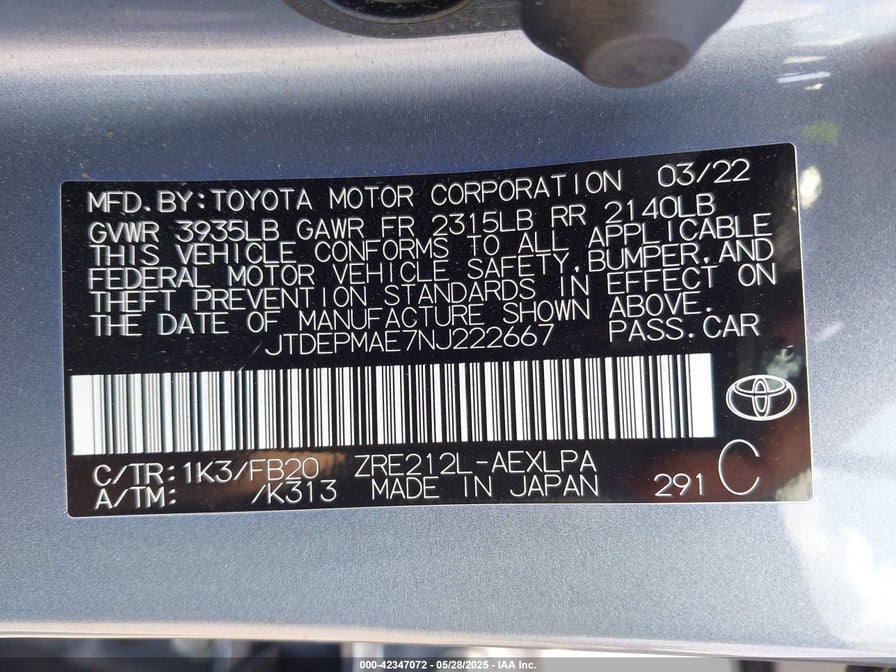 MFD.BY:TOYOTA MOTOR CORPORATION 03/22
GVWR 3935LB GAWR FR 2315LB RR 2140LB
THIS VEHICLE CONFORMS TO ALL APPLICABLE
FEDERAL MOTOR VEHICLE SAFETY,BUMPER,AND
THEFT PREVENTION STANDARDS IN EFFECT ON
THE DATE OF MANUFACTURE SHOWN ABOVE.
JTDEPMAE7NJ222667 PASS.CAR
C/TR:1K3/FB20 ZRE212L-AEXLPA
A/TM: /K313 MADE IN JAPAN 291 C
000-42347072 - 05/28/2025 - IAA Inc.